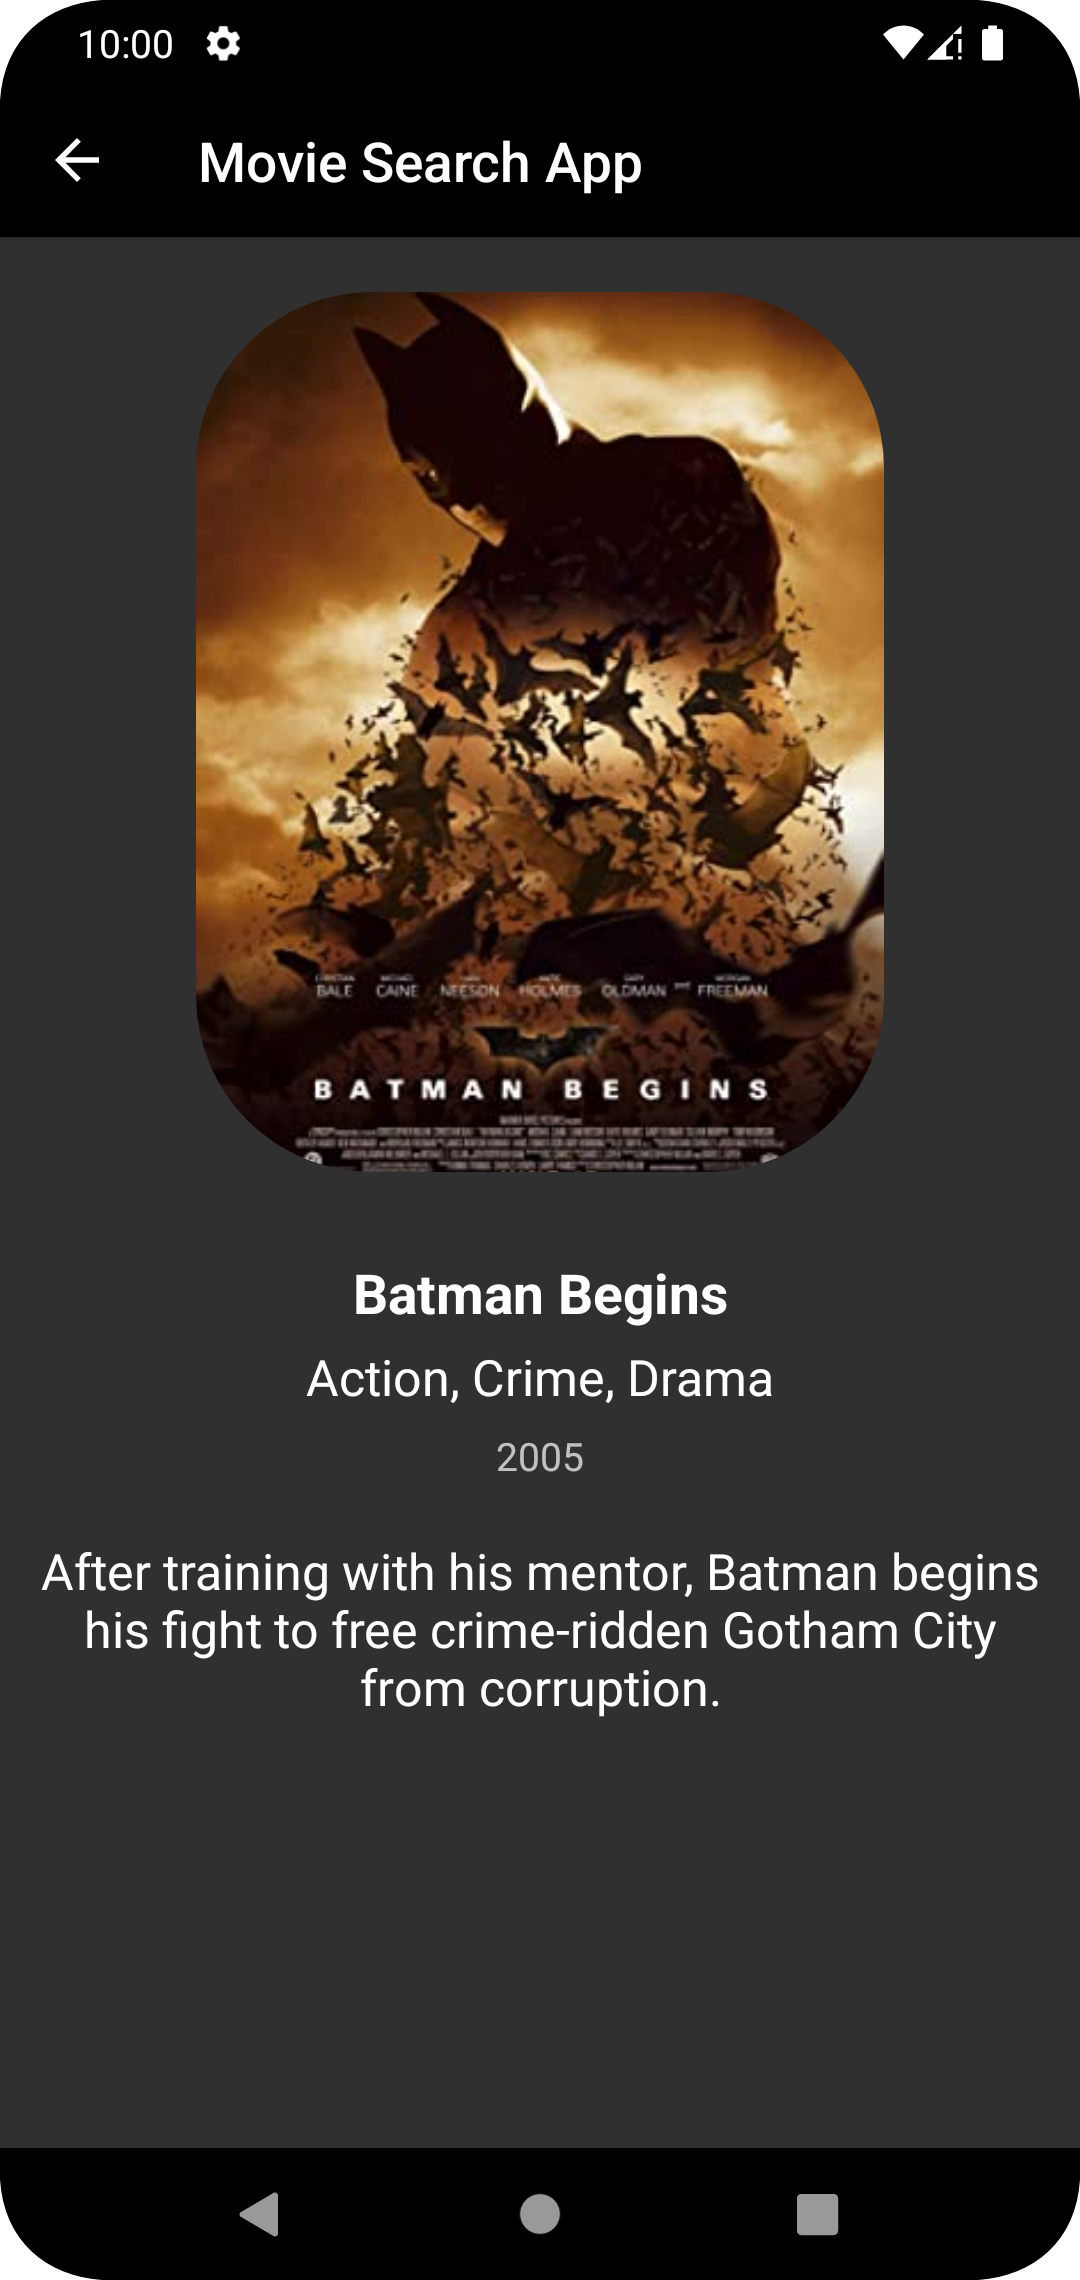 10:00
Movie Search App
BALE CAINE NEESON HOLMES OLDMAN and FREEMAN
BATMAN BEGINS
Batman Begins
Action, Crime, Drama
2005
After training with his mentor, Batman begins
his fight to free crime-ridden Gotham City
from corruption.